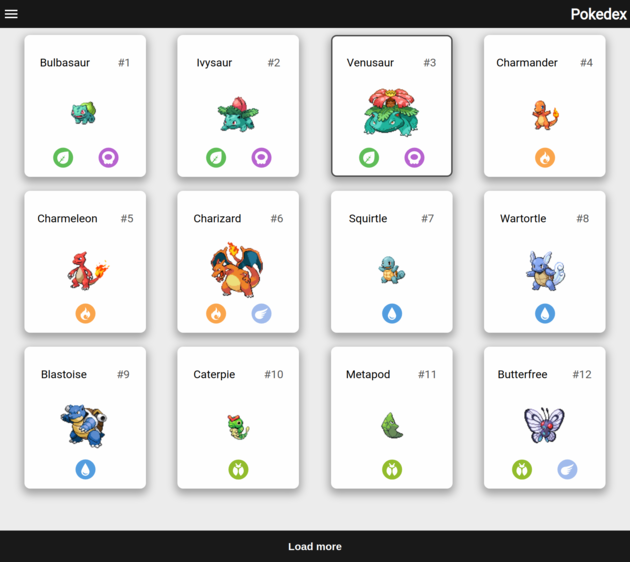 Pokedex
Bulbasaur #1
Ivysaur #2
Venusaur #3
Charmander #4
Charmeleon #5
Charizard #6
Squirtle #7
Wartortle #8
Blastoise #9
Caterpie #10
Metapod #11
Butterfree #12
Load more